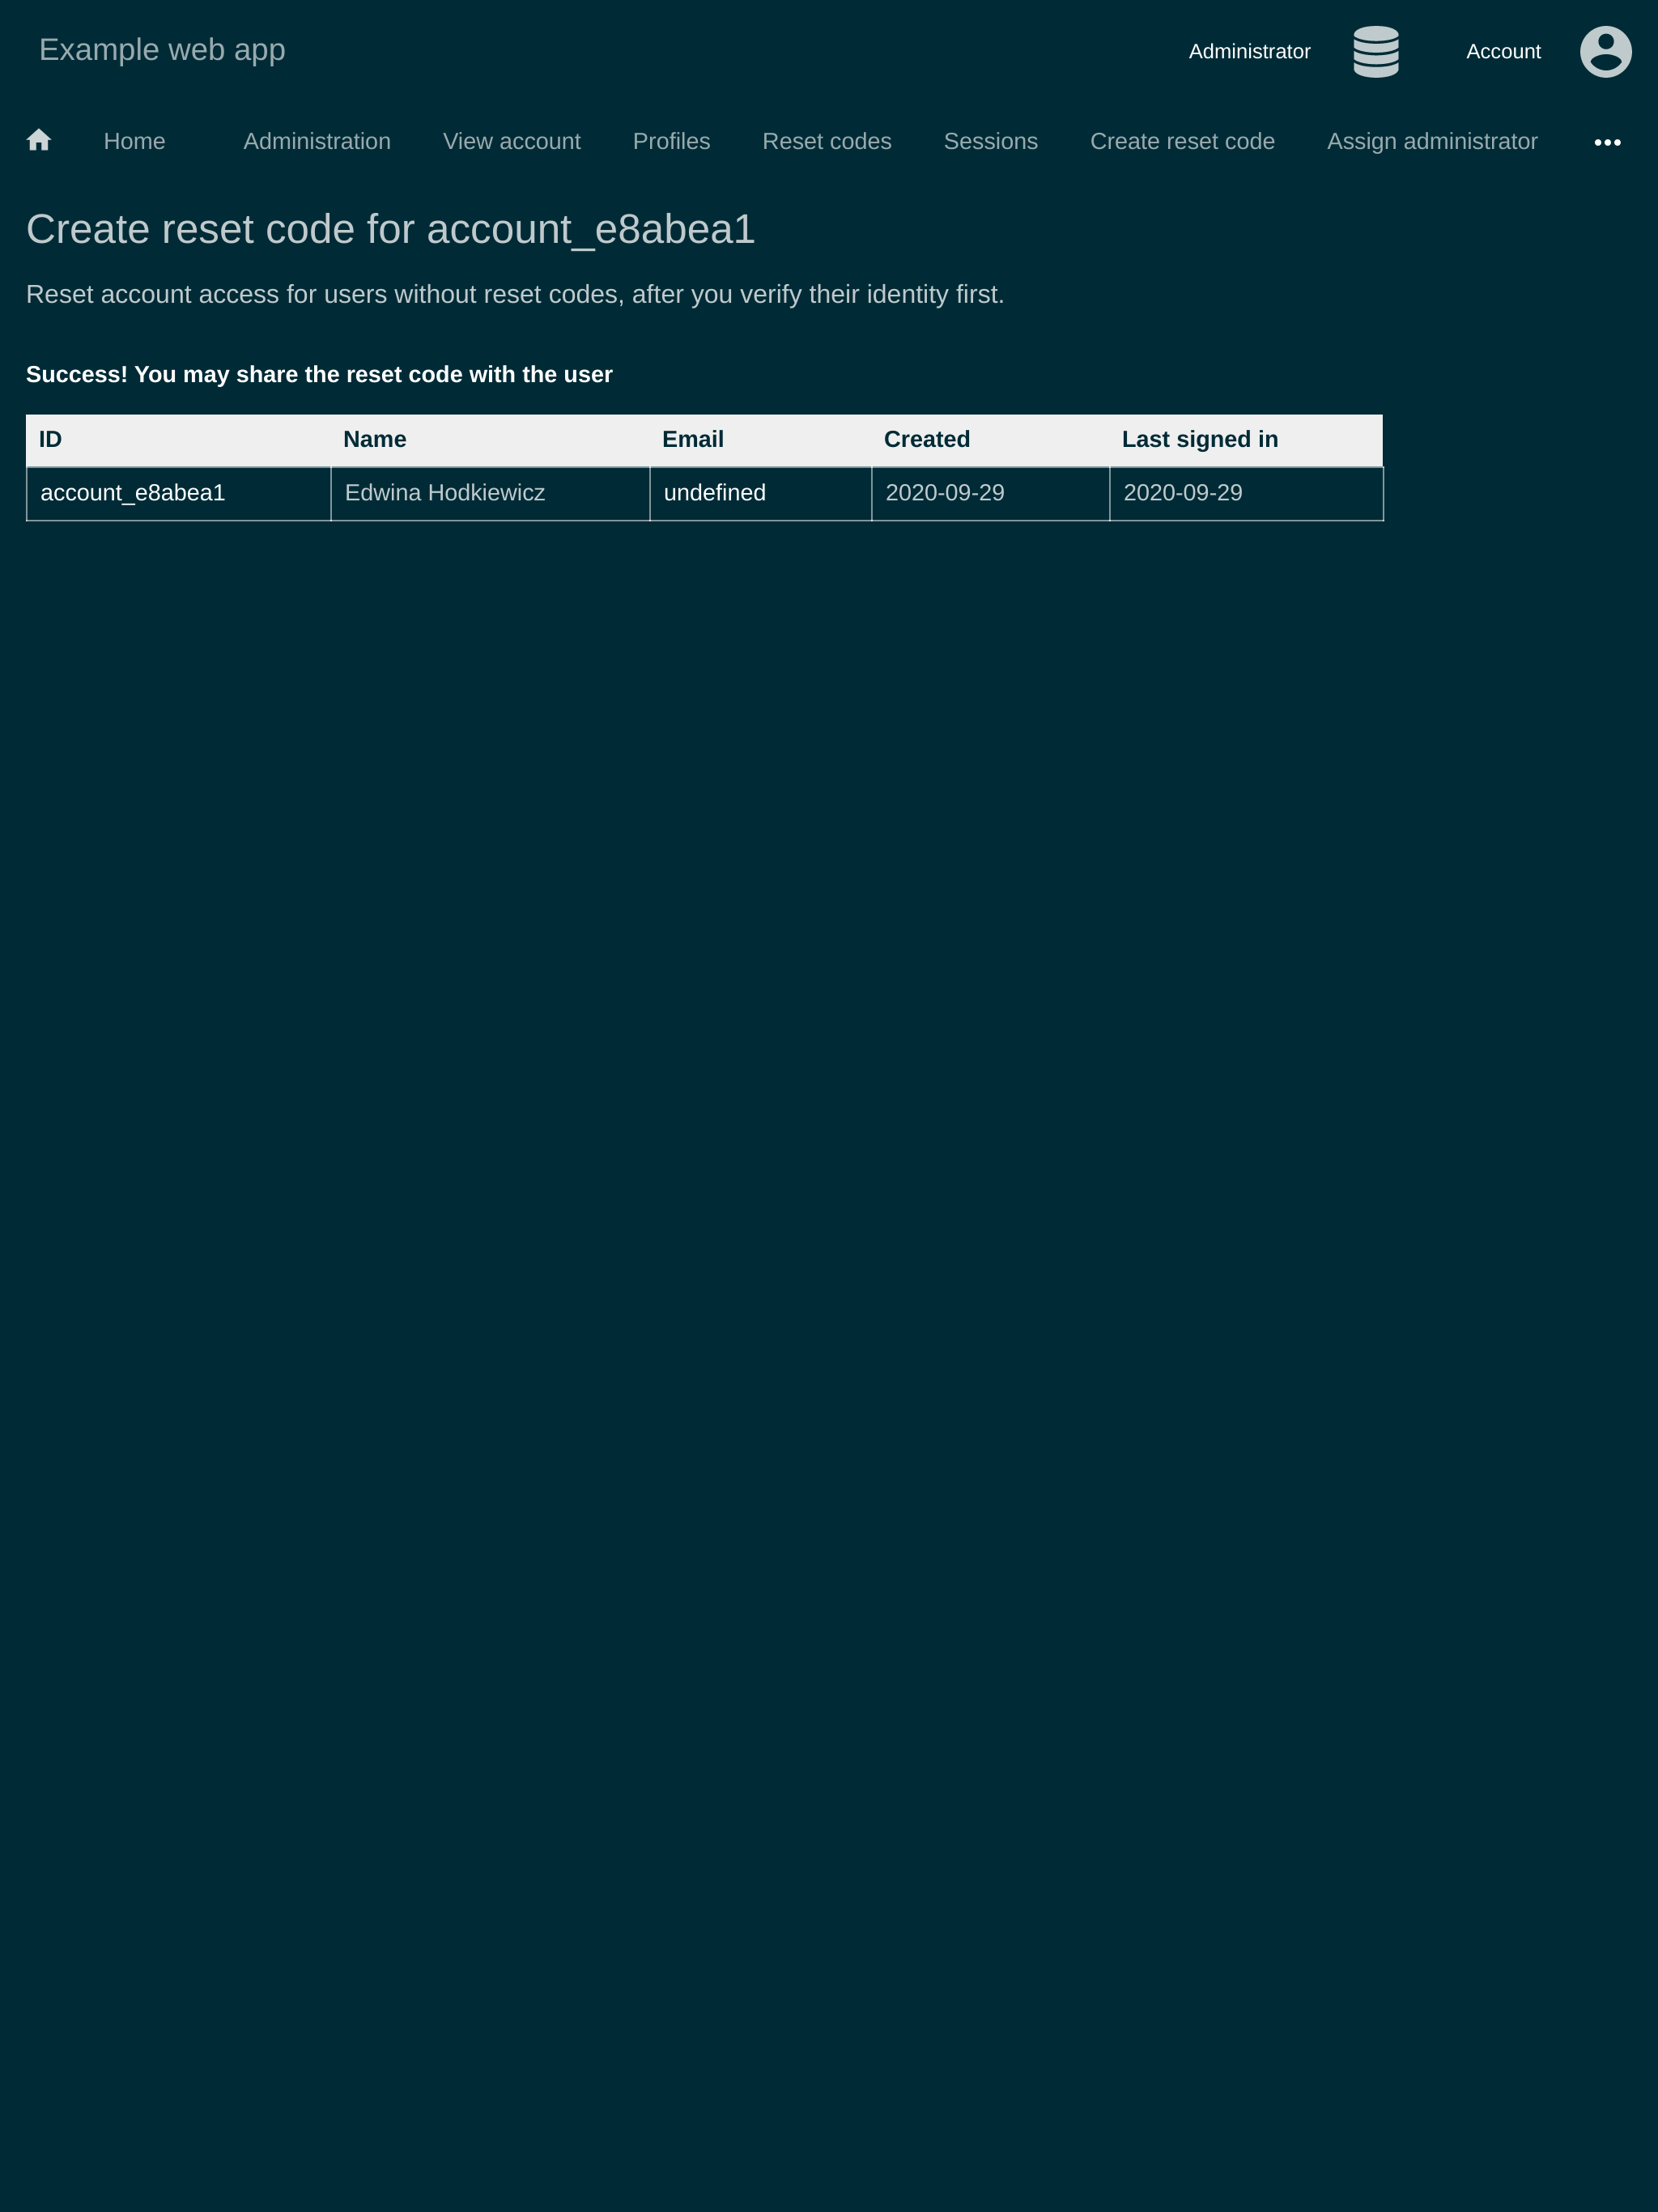 Example web app
Administrator
Account
Home Administration View account Profiles Reset codes Sessions Create reset code Assign administrator
Create reset code for account_e8abea1
Reset account access for users without reset codes, after you verify their identity first.
Success! You may share the reset code with the user
ID Name Email Created Last signed in
account_e8abea1 Edwina Hodkiewicz undefined 2020-09-29 2020-09-29